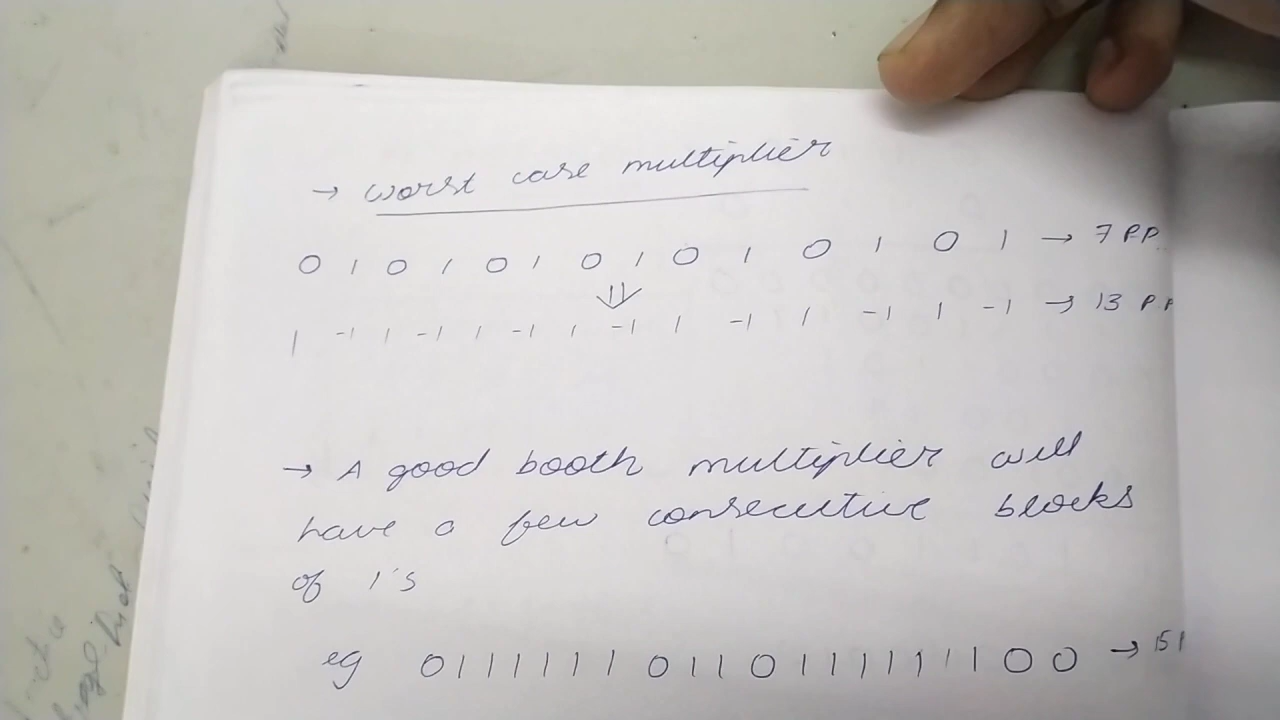 → worst case multiplier
0 1 0 1 0 1 0 1 0 1 0 1 0 1 → 7 P.P.
⇓
1 -1 1 -1 1 -1 1 -1 1 -1 1 -1 1 -1 → 13 P.P
→ A good booth multiplier will
have a few consecutive blocks
of 1's
eg 0 1 1 1 1 1 1 0 1 1 0 1 1 1 1 1 1 1 0 0 → 15